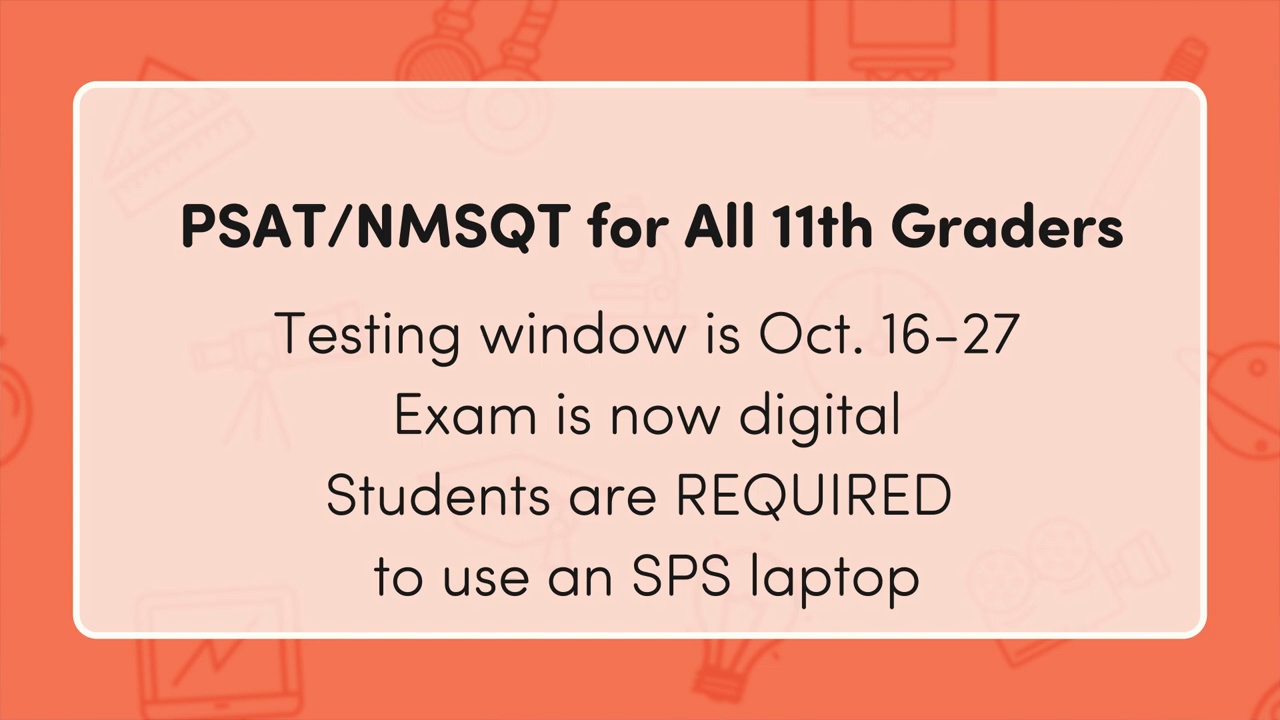 PSAT/NMSQT for All 11th Graders
Testing window is Oct. 16-27
Exam is now digital
Students are REQUIRED
to use an SPS laptop